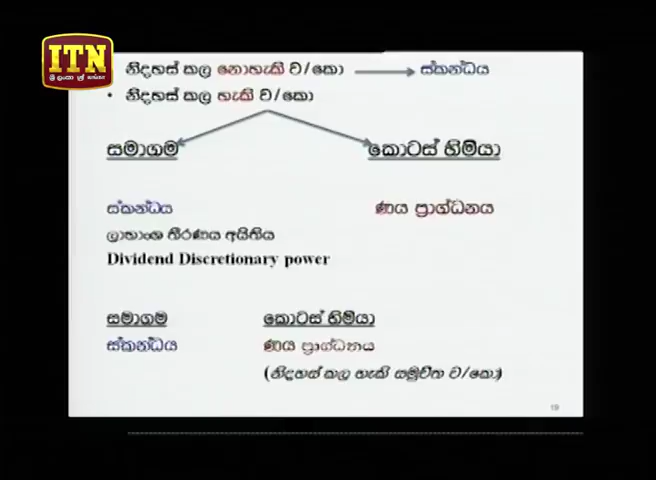 ITN
නිදහස් කල නොහැකි ව/කො ස්කන්ධය
• නිදහස් කල හැකි ව/කො
සමාගම කොටස් හිමියා
ස්කන්ධය ණය ප්‍රාග්ධනය
ලාභාංශ තීරණය අයිතිය
Dividend Discretionary power
සමාගම කොටස් හිමියා
ස්කන්ධය ණය ප්‍රාග්ධනය
(නිදහස් කල හැකි සමුචිත ව/කො)
19